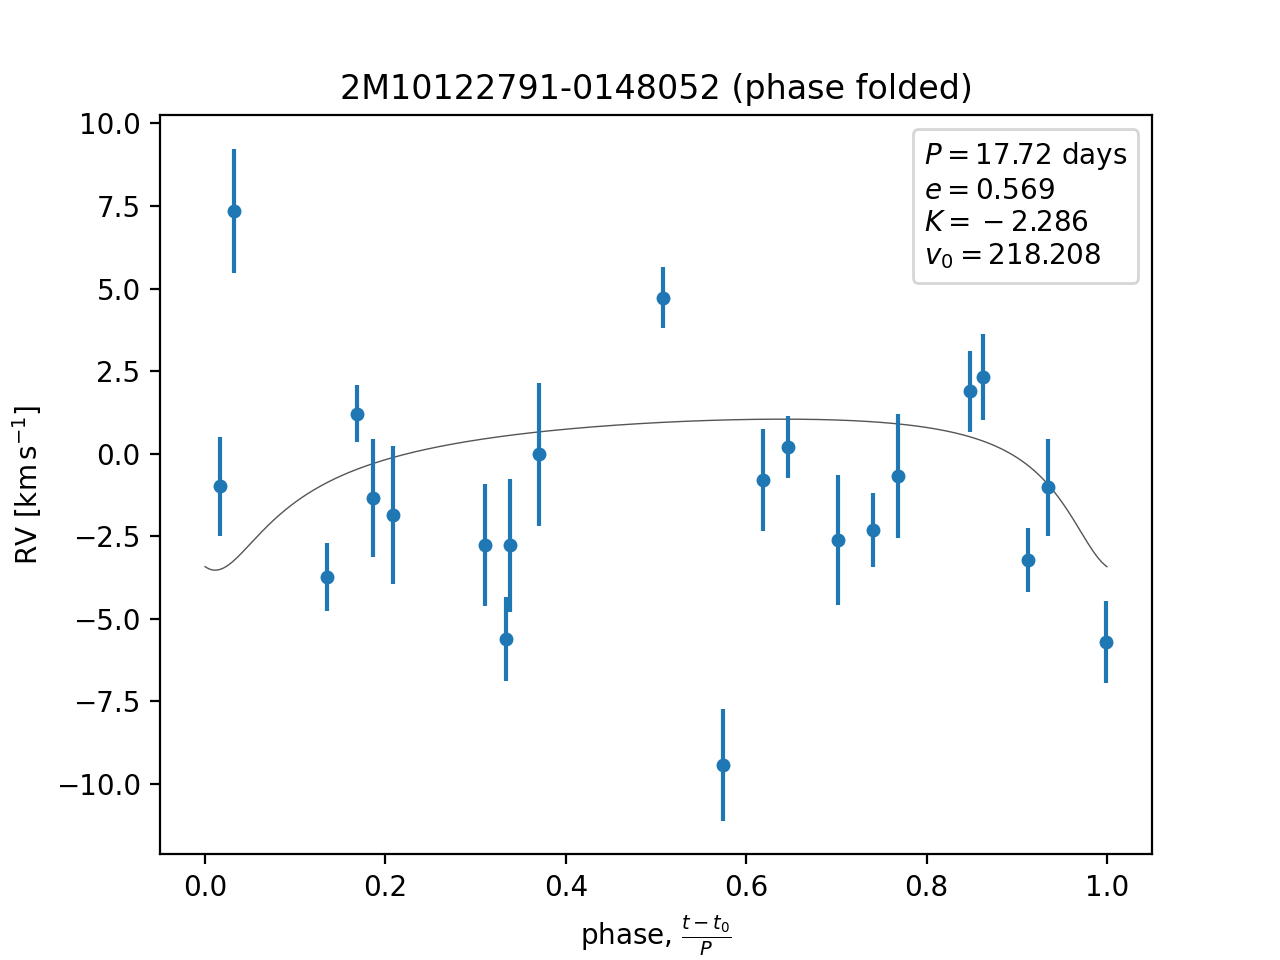 2M10122791-0148052 (phase folded)
P = 17.72 days
e = 0.569
K = −2.286
v₀ = 218.208
10.0
7.5
5.0
2.5
0.0
−2.5
−5.0
−7.5
−10.0
RV [km s⁻¹]
0.0 0.2 0.4 0.6 0.8 1.0
phase, (t − t₀)/P